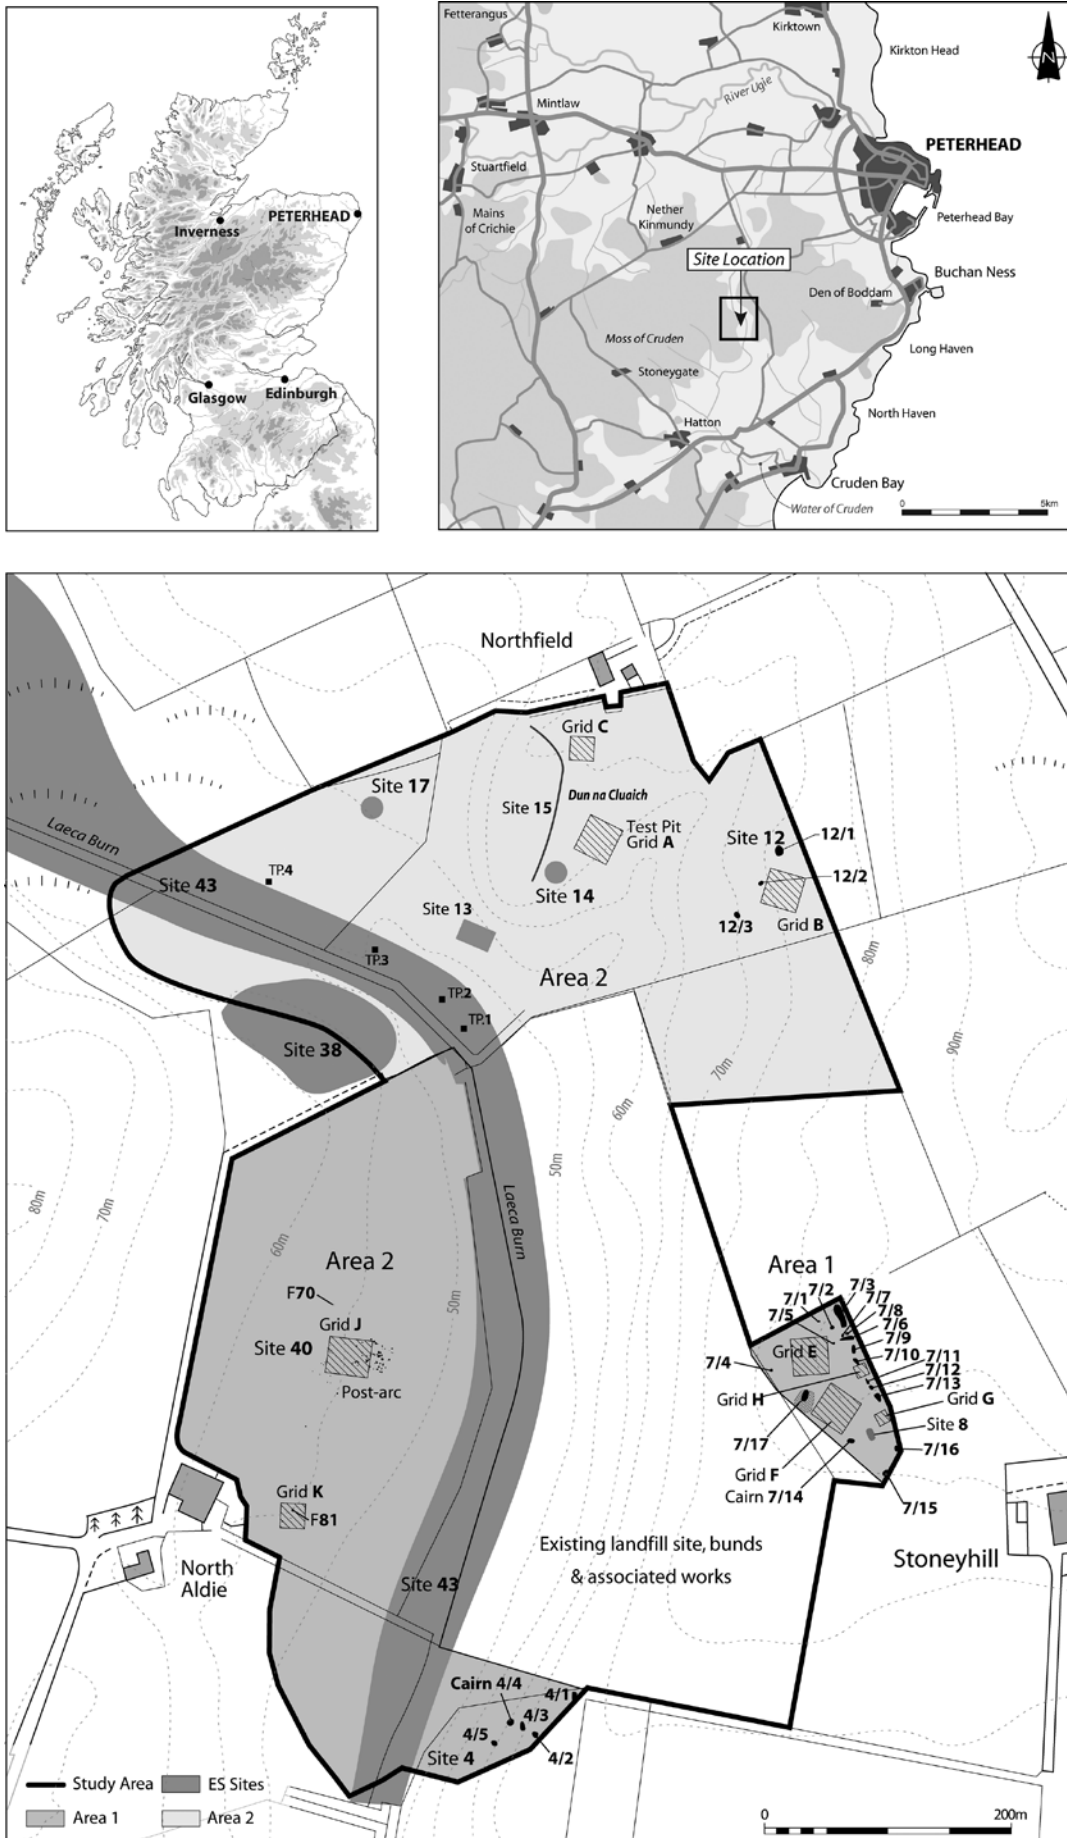 PETERHEAD
Inverness
Glasgow
Edinburgh
Fetterangus
Kirktown
Kirkton Head
N
River Ugie
Mintlaw
PETERHEAD
Stuartfield
Mains
of Crichie
Nether
Kinmundy
Peterhead Bay
Site Location
Buchan Ness
Den of Boddam
Moss of Cruden
Long Haven
Stoneygate
North Haven
Hatton
Cruden Bay
Water of Cruden
0
5km
Northfield
Grid C
Site 17
Site 15
Dun na Cluaich
Test Pit
Grid A
Site 12
12/1
Laeca Burn
TP.4
Site 43
12/2
Site 14
Site 13
12/3
Grid B
TP.3
Area 2
80m
TP.2
TP.1
Site 38
90m
70m
60m
50m
80m
70m
Laeca Burn
60m
Area 2
50m
Area 1
F70
Grid J
Site 40
Post-arc
7/1
7/2
7/3
7/5
7/7
7/8
7/6
7/9
Grid E
7/10
7/11
7/4
7/12
7/13
Grid H
Grid G
Site 8
7/17
7/16
Grid F
Cairn 7/14
7/15
Grid K
F81
Existing landfill site, bunds
& associated works
Stoneyhill
North
Aldie
Site 43
Cairn 4/4
4/1
4/3
4/5
4/2
Site 4
Study Area
ES Sites
Area 1
Area 2
0
200m